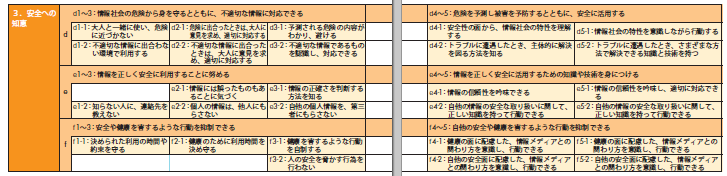 3．安全への
知恵
d
d1～3：情報社会の危険から身を守るとともに、不適切な情報に対応できる
d1-1：大人と一緒に使い、危険
に近づかない
d2-1：危険に出合ったときは、大人に
意見を求め、適切に対応する
d3-1：予測される危険の内容が
わかり、避ける
d1-2：不適切な情報に出合わな
い環境で利用する
d2-2：不適切な情報に出合った
ときは、大人に意見を求
め、適切に対応する
d3-2：不適切な情報であるもの
を認識し、対応できる
e
e1～3：情報を正しく安全に利用することに努める
e2-1：情報には誤ったものもあ
ることに気づく
e3-1：情報の正確さを判断する
方法を知る
e1-2：知らない人に、連絡先を
教えない
e2-2：個人の情報は、他人にも
らさない
e3-2：自他の個人情報を、第三
者にもらさない
f
f1～3：安全や健康を害するような行動を抑制できる
f1-1：決められた利用の時間や
約束を守る
f2-1：健康のために利用時間を
決め守る
f3-1：健康を害するような行動
を自制する
f3-2：人の安全を脅かす行為を
行わない
d4～5：危険を予測し被害を予防するとともに、安全に活用する
d4-1：安全性の面から、情報社会の特性を理解
する
d5-1：情報社会の特性を意識しながら行動する
d4-2：トラブルに遭遇したとき、主体的に解決
を図る方法を知る
d5-2：トラブルに遭遇したとき、さまざまな方
法で解決できる知識と技術を持つ
e4～5：情報を正しく安全に活用するための知識や技術を身につける
e4-1：情報の信頼性を吟味できる
e5-1：情報の信頼性を吟味し、適切に対応でき
る
e4-2：自他の情報の安全な取り扱いに関して、
正しい知識を持って行動できる
e5-2：自他の情報の安全な取り扱いに関して、
正しい知識を持って行動できる
f4～5：自他の安全や健康を害するような行動を抑制できる
f4-1：健康の面に配慮した、情報メディアとの
関わり方を意識し、行動できる
f5-1：健康の面に配慮した、情報メディアとの
関わり方を意識し、行動できる
f4-2：自他の安全面に配慮した、情報メディア
との関わり方を意識し、行動できる
f5-2：自他の安全面に配慮した、情報メディア
との関わり方を意識し、行動できる